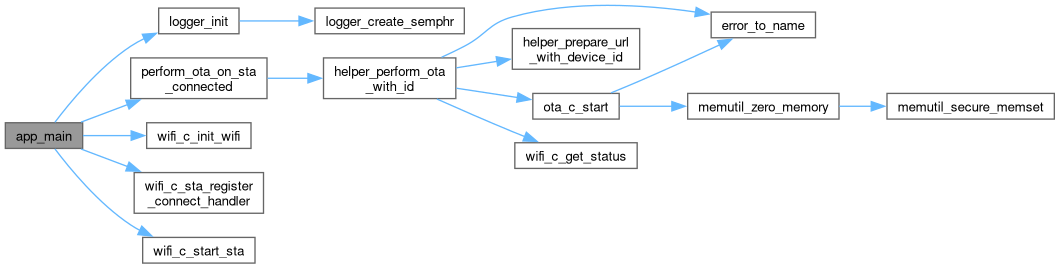 app_main
logger_init
logger_create_semphr
perform_ota_on_sta
_connected
helper_perform_ota
_with_id
error_to_name
helper_prepare_url
_with_device_id
ota_c_start
memutil_zero_memory
memutil_secure_memset
wifi_c_get_status
wifi_c_init_wifi
wifi_c_sta_register
_connect_handler
wifi_c_start_sta